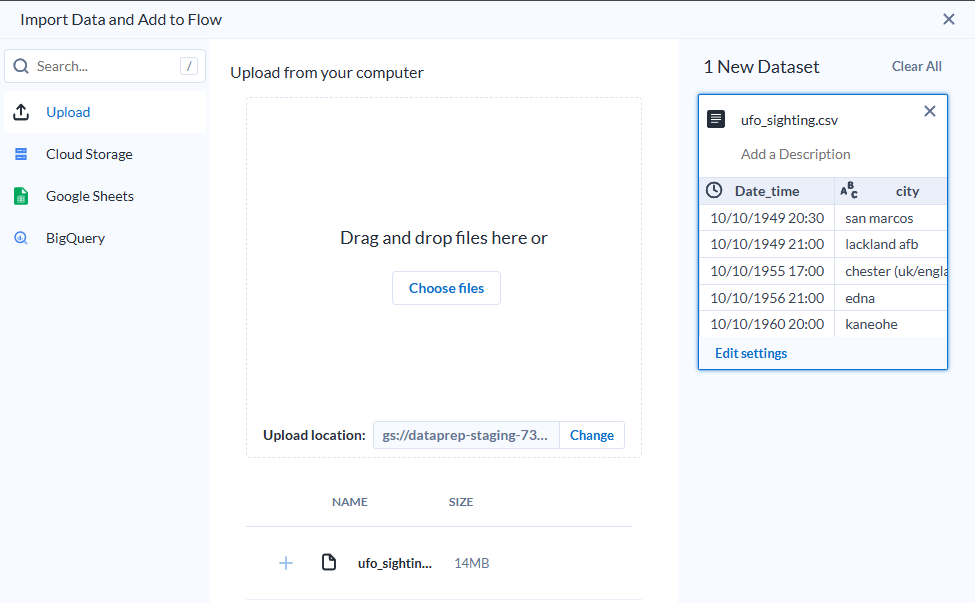 Import Data and Add to Flow
Search...
/
Upload
Cloud Storage
Google Sheets
BigQuery
Upload from your computer
Drag and drop files here or
Choose files
Upload location: gs://dataprep-staging-73... Change
NAME SIZE
ufo_sightin... 14MB
1 New Dataset Clear All
ufo_sighting.csv
Add a Description
Date_time ABC city
10/10/1949 20:30 san marcos
10/10/1949 21:00 lackland afb
10/10/1955 17:00 chester (uk/engla
10/10/1956 21:00 edna
10/10/1960 20:00 kaneohe
Edit settings